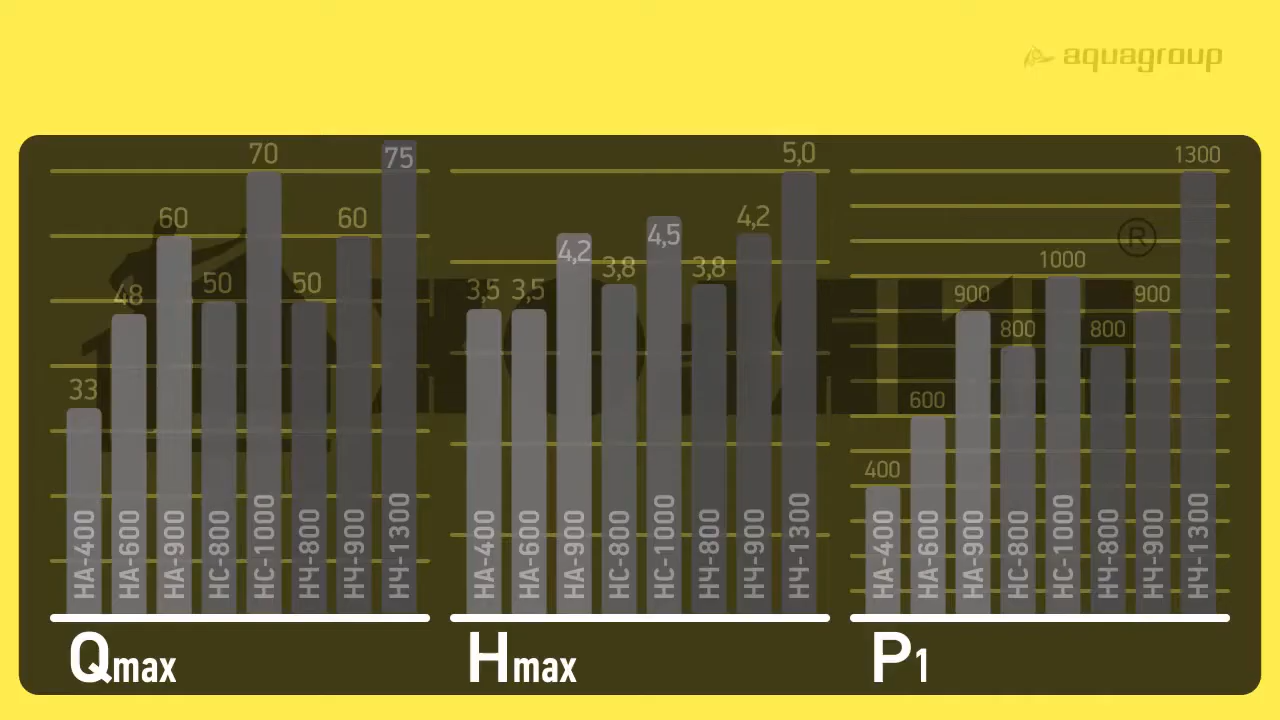 aquagroup
33
48
60
70
50
50
60
75
НА-400
НА-600
НА-900
НС-800
НС-1000
НЧ-800
НЧ-900
НЧ-1300
Qmax
3,5
3,5
4,2
3,8
4,5
3,8
4,2
5,0
НА-400
НА-600
НА-900
НС-800
НС-1000
НЧ-800
НЧ-900
НЧ-1300
Hmax
400
600
900
800
1000
800
900
1300
®
НА-400
НА-600
НА-900
НС-800
НС-1000
НЧ-800
НЧ-900
НЧ-1300
P1